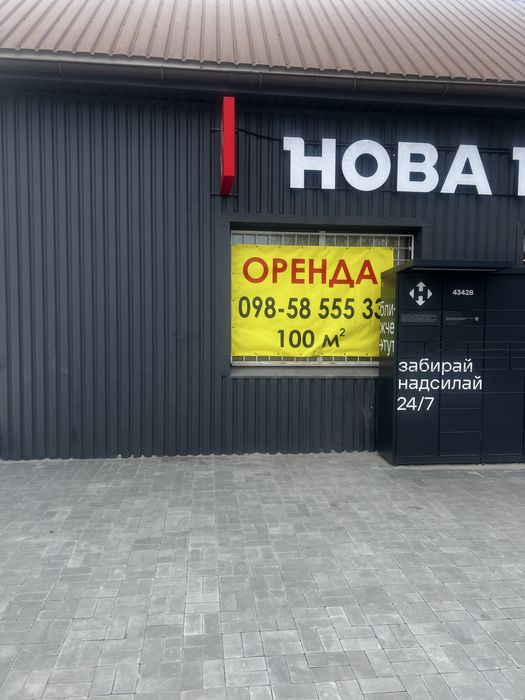 НОВА
ОРЕНДА
098-58 555 33
100 м²
43428
забирай
надсилай
24/7